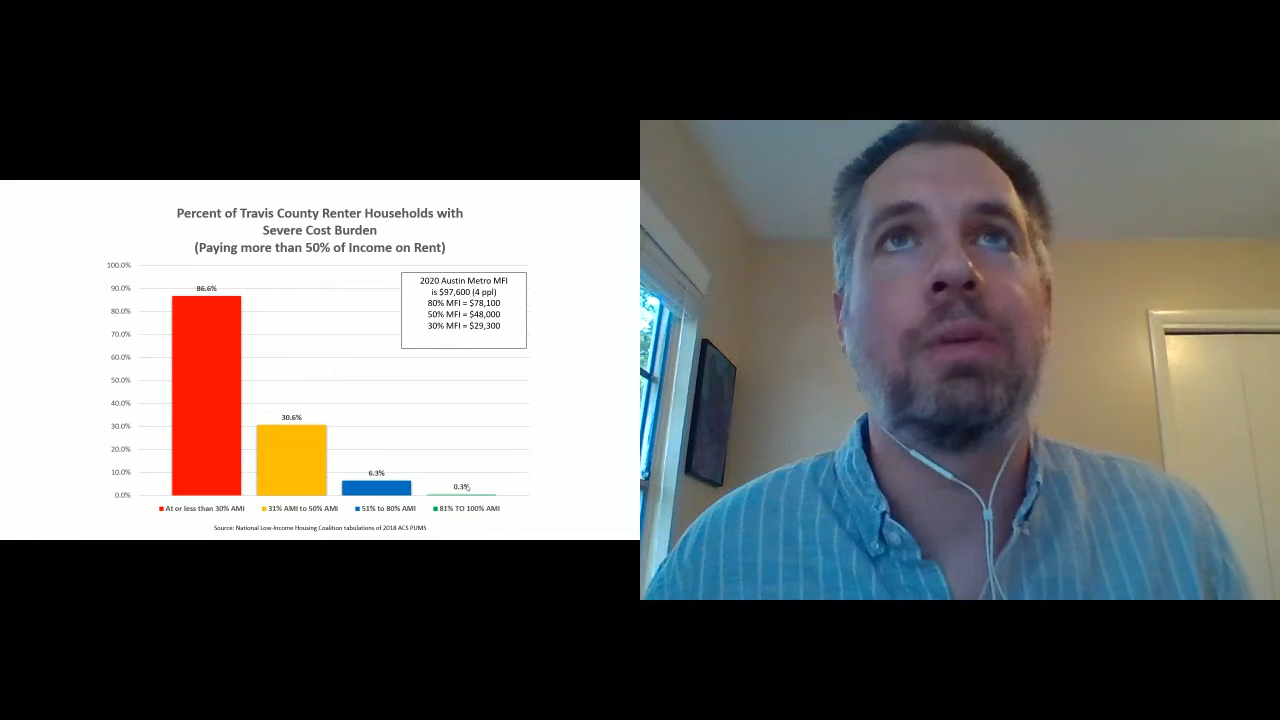 Percent of Travis County Renter Households with
Severe Cost Burden
(Paying more than 50% of Income on Rent)
100.0%
90.0%
80.0%
70.0%
60.0%
50.0%
40.0%
30.0%
20.0%
10.0%
0.0%
86.6%
30.6%
6.3%
0.3%
2020 Austin Metro MFI
is $97,600 (4 ppl)
80% MFI = $78,100
50% MFI = $48,000
30% MFI = $29,300
At or less than 30% AMI 31% AMI to 50% AMI 51% to 80% AMI 81% TO 100% AMI
Source: National Low-Income Housing Coalition tabulations of 2018 ACS PUMS